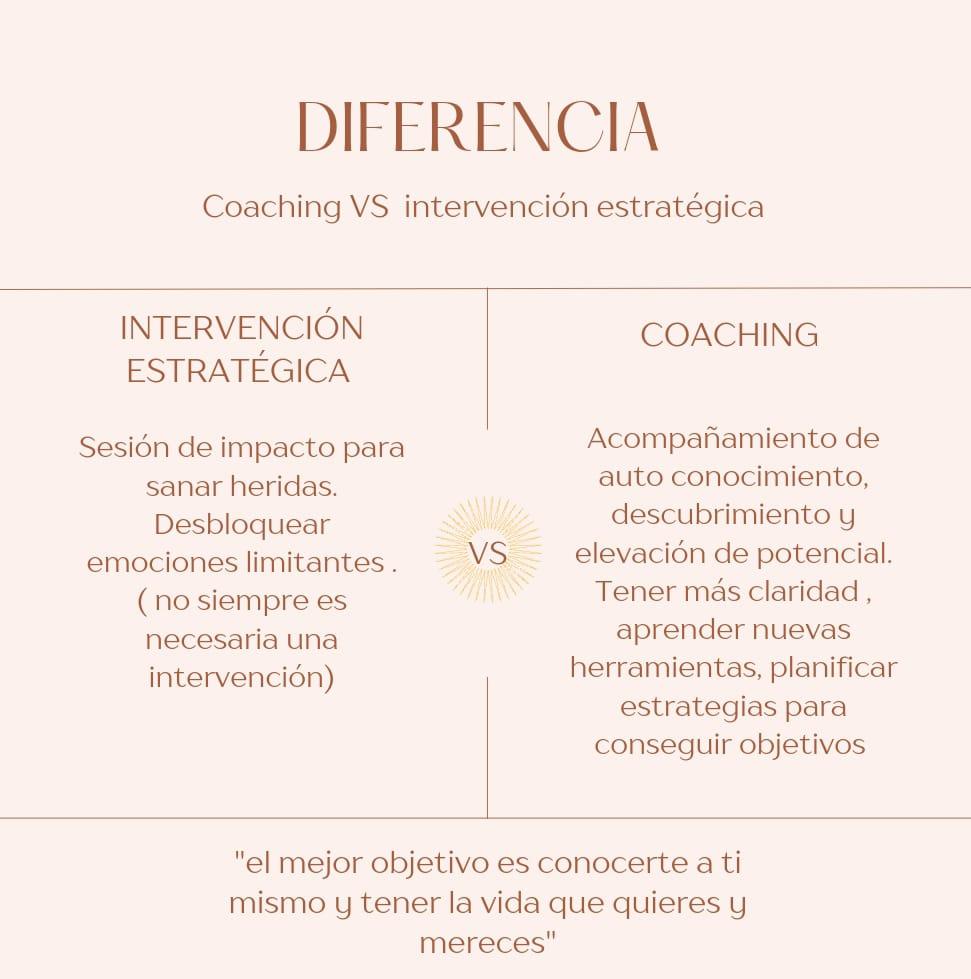 DIFERENCIA
Coaching VS intervención estratégica
INTERVENCIÓN
ESTRATÉGICA
Sesión de impacto para
sanar heridas.
Desbloquear
emociones limitantes .
( no siempre es
necesaria una
intervención)
VS
COACHING
Acompañamiento de
auto conocimiento,
descubrimiento y
elevación de potencial.
Tener más claridad ,
aprender nuevas
herramientas, planificar
estrategias para
conseguir objetivos
"el mejor objetivo es conocerte a ti
mismo y tener la vida que quieres y
mereces"